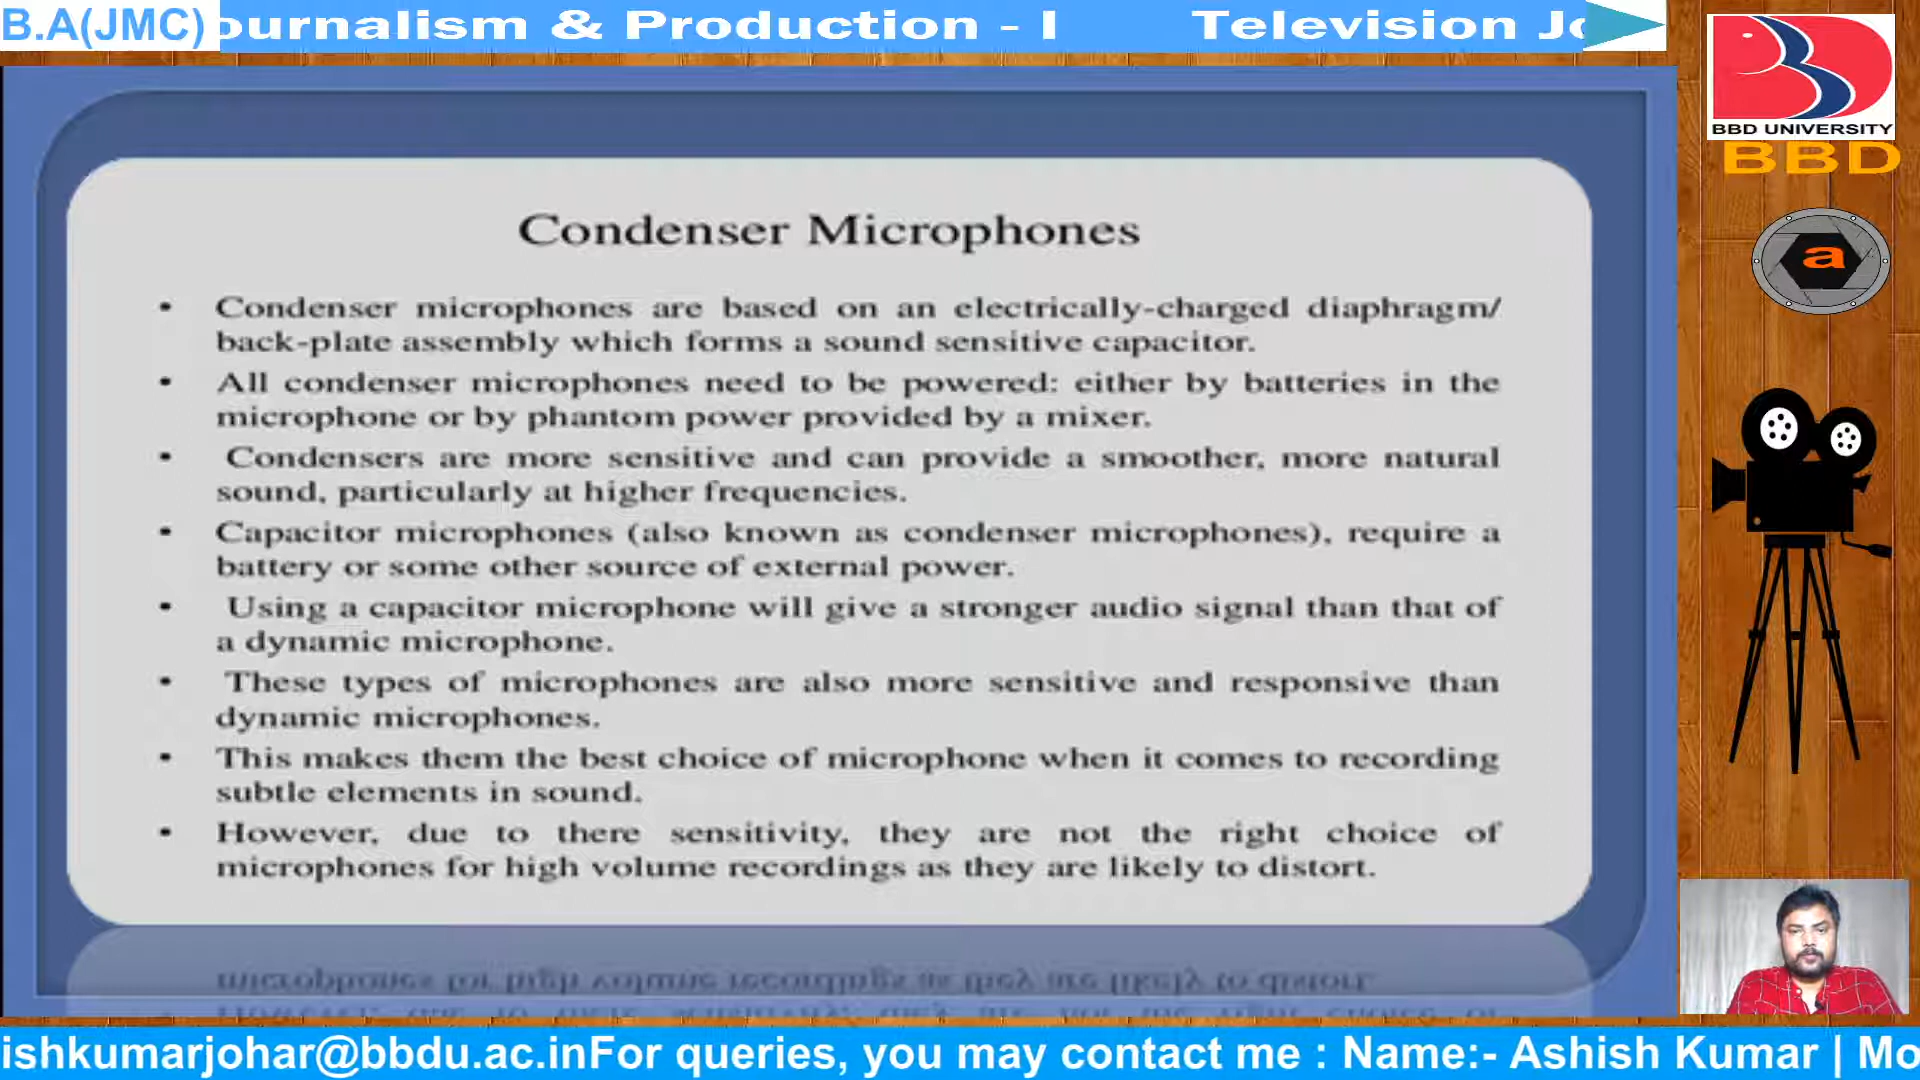 B.A(JMC) ournalism & Production - I Television Jo
BBD UNIVERSITY
BBD
a
Condenser Microphones
• Condenser microphones are based on an electrically-charged diaphragm/
back-plate assembly which forms a sound sensitive capacitor.
• All condenser microphones need to be powered: either by batteries in the
microphone or by phantom power provided by a mixer.
• Condensers are more sensitive and can provide a smoother, more natural
sound, particularly at higher frequencies.
• Capacitor microphones (also known as condenser microphones), require a
battery or some other source of external power.
• Using a capacitor microphone will give a stronger audio signal than that of
a dynamic microphone.
• These types of microphones are also more sensitive and responsive than
dynamic microphones.
• This makes them the best choice of microphone when it comes to recording
subtle elements in sound.
• However, due to there sensitivity, they are not the right choice of
microphones for high volume recordings as they are likely to distort.
ishkumarjohar@bbdu.ac.inFor queries, you may contact me : Name:- Ashish Kumar | Mo